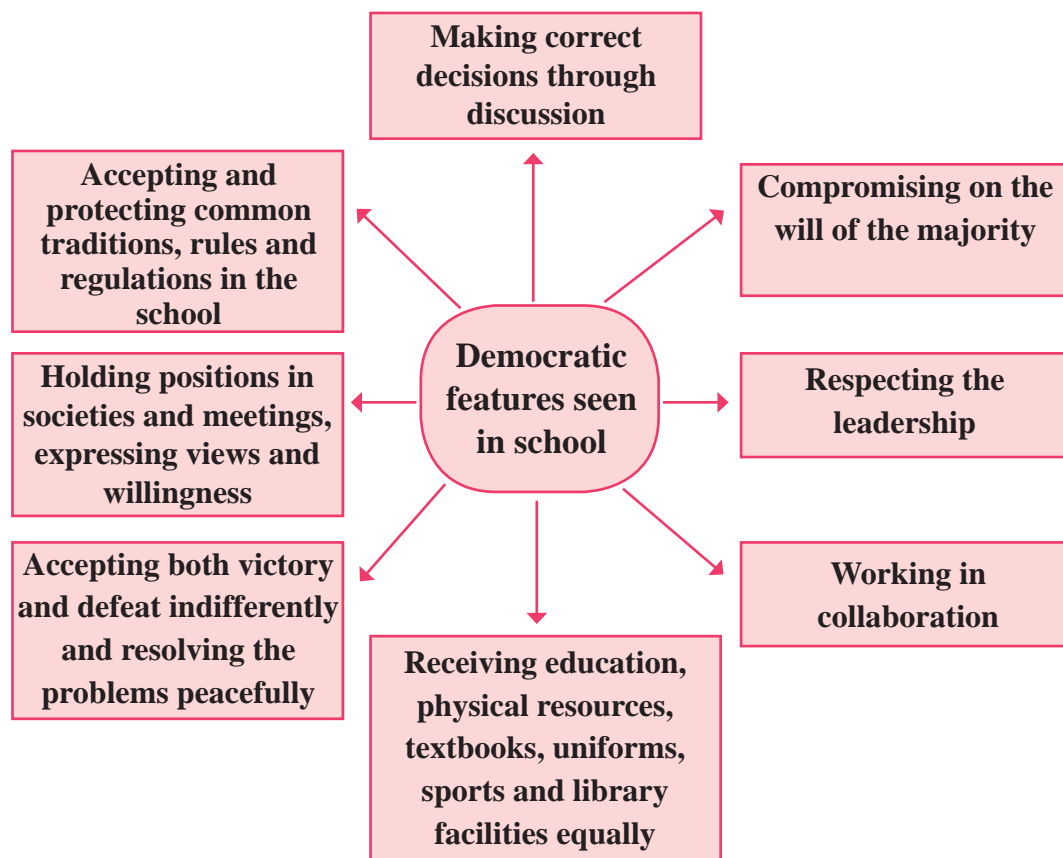 Making correct
decisions through
discussion
Accepting and
protecting common
traditions, rules and
regulations in the
school
Compromising on the
will of the majority
Democratic
features seen
in school
Holding positions in
societies and meetings,
expressing views and
willingness
Respecting the
leadership
Accepting both victory
and defeat indifferently
and resolving the
problems peacefully
Working in
collaboration
Receiving education,
physical resources,
textbooks, uniforms,
sports and library
facilities equally